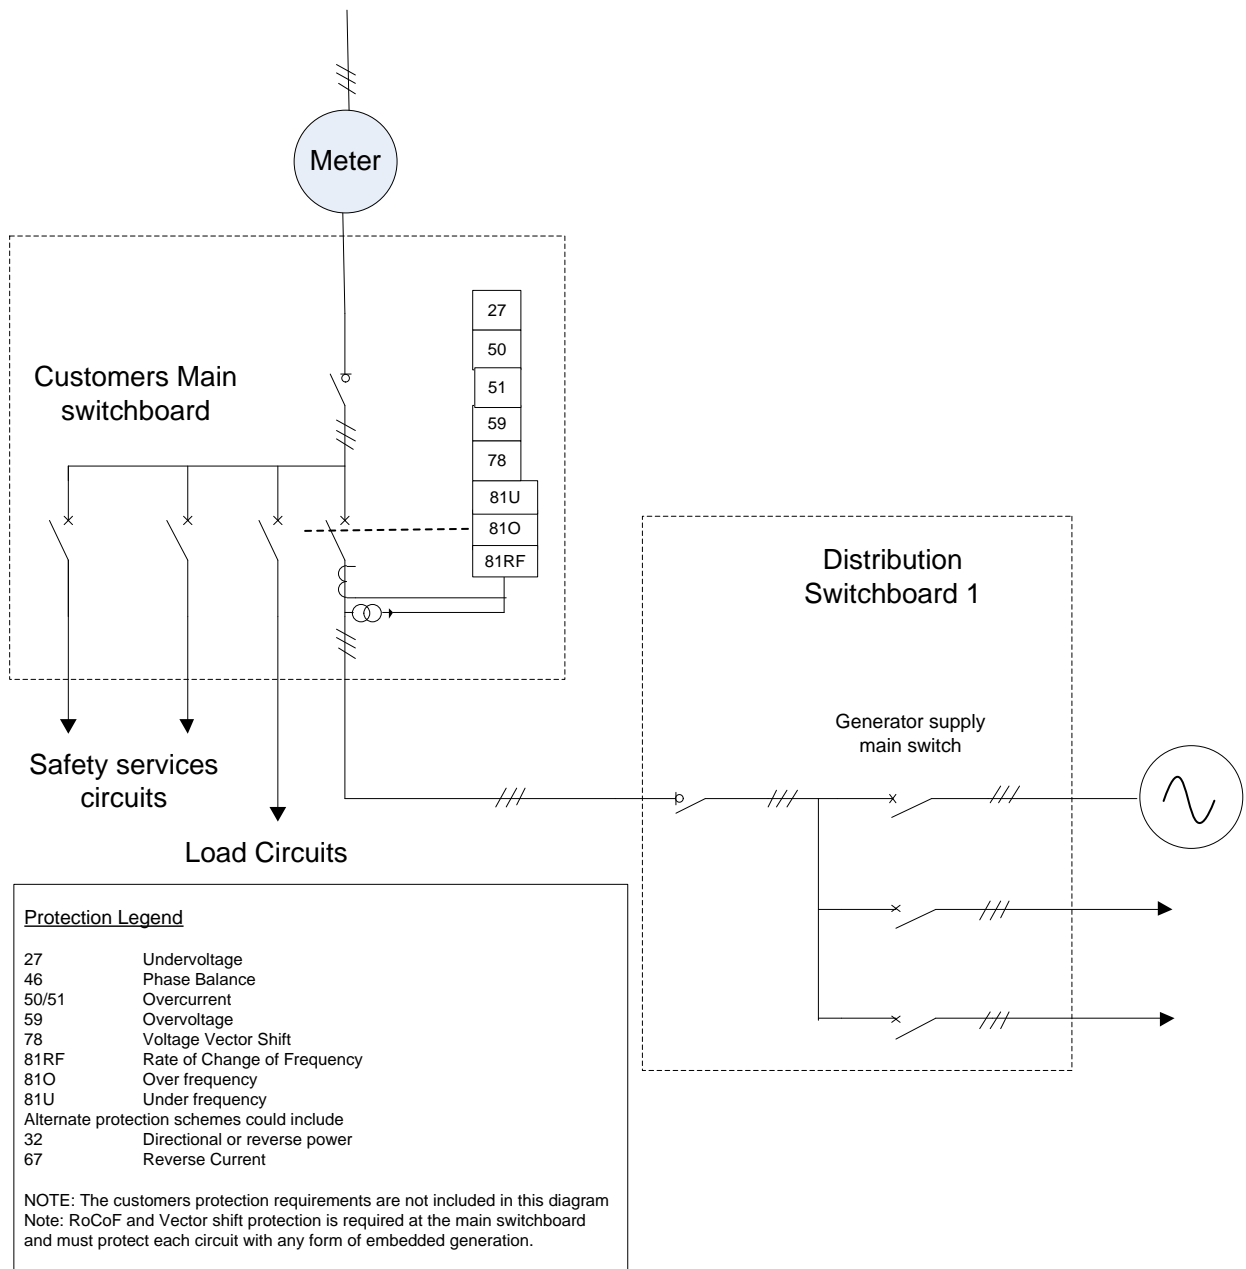 Meter
Customers Main
switchboard
27
50
51
59
78
81U
81O
81RF
Distribution
Switchboard 1
Generator supply
main switch
Safety services
circuits
Load Circuits
Protection Legend
27 Undervoltage
46 Phase Balance
50/51 Overcurrent
59 Overvoltage
78 Voltage Vector Shift
81RF Rate of Change of Frequency
81O Over frequency
81U Under frequency
Alternate protection schemes could include
32 Directional or reverse power
67 Reverse Current
NOTE: The customers protection requirements are not included in this diagram
Note: RoCoF and Vector shift protection is required at the main switchboard
and must protect each circuit with any form of embedded generation.